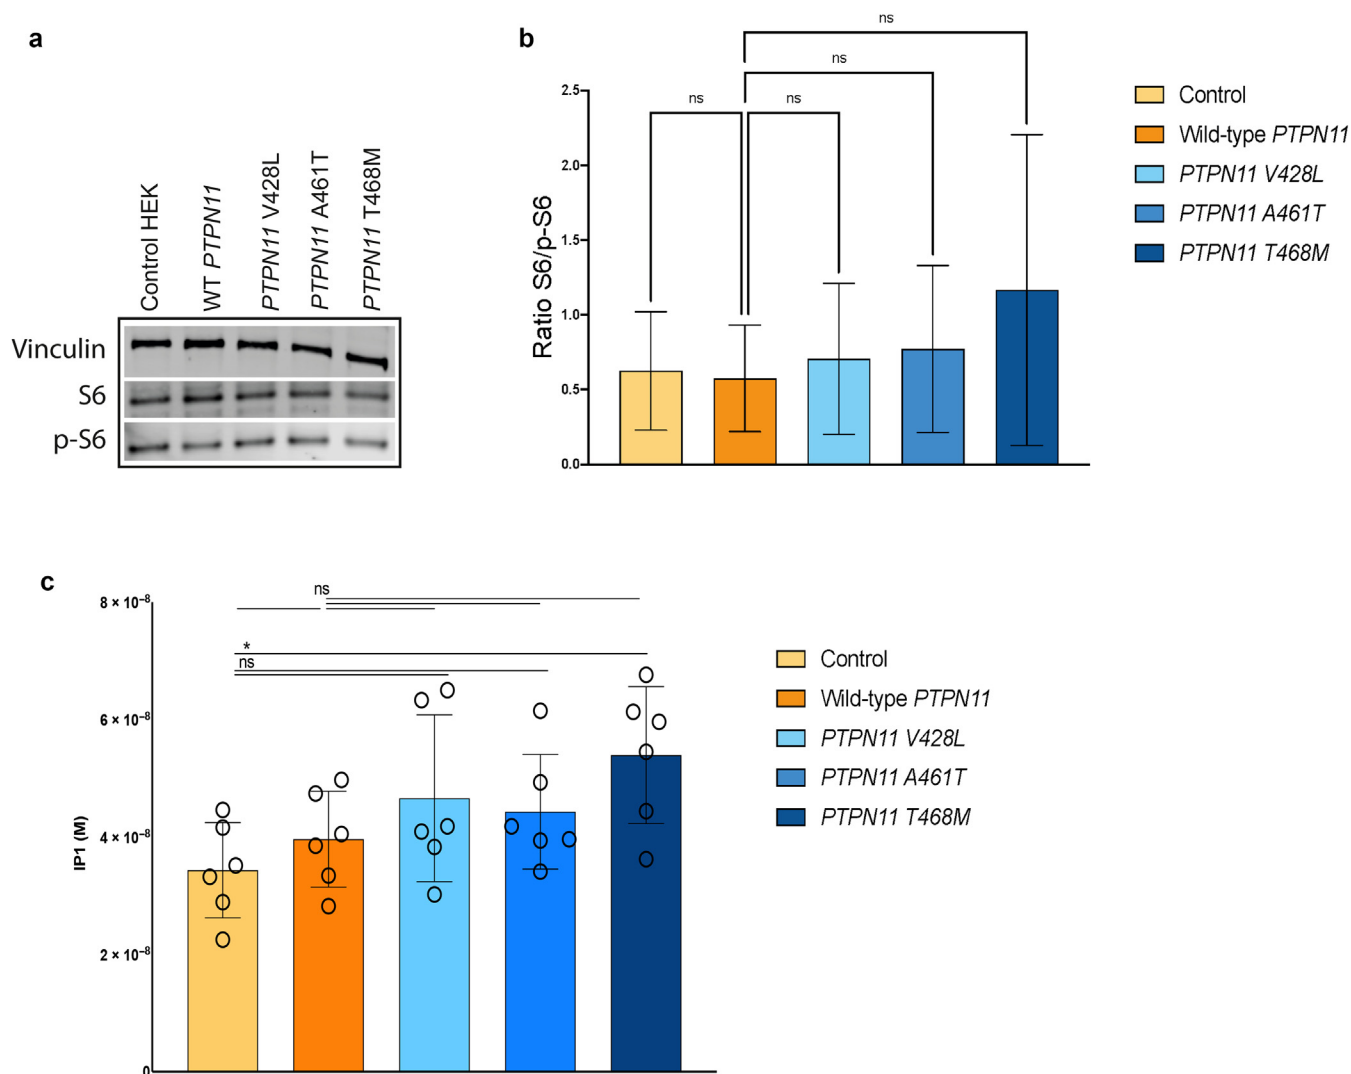 a
Control HEK
WT PTPN11
PTPN11 V428L
PTPN11 A461T
PTPN11 T468M
Vinculin
S6
p-S6
b
ns
ns
ns
ns
2.5
2.0
1.5
1.0
0.5
0.0
Ratio S6/p-S6
Control
Wild-type PTPN11
PTPN11 V428L
PTPN11 A461T
PTPN11 T468M
c
ns
*
ns
8 × 10⁻⁸
6 × 10⁻⁸
4 × 10⁻⁸
2 × 10⁻⁸
0
IP1 (M)
Control
Wild-type PTPN11
PTPN11 V428L
PTPN11 A461T
PTPN11 T468M